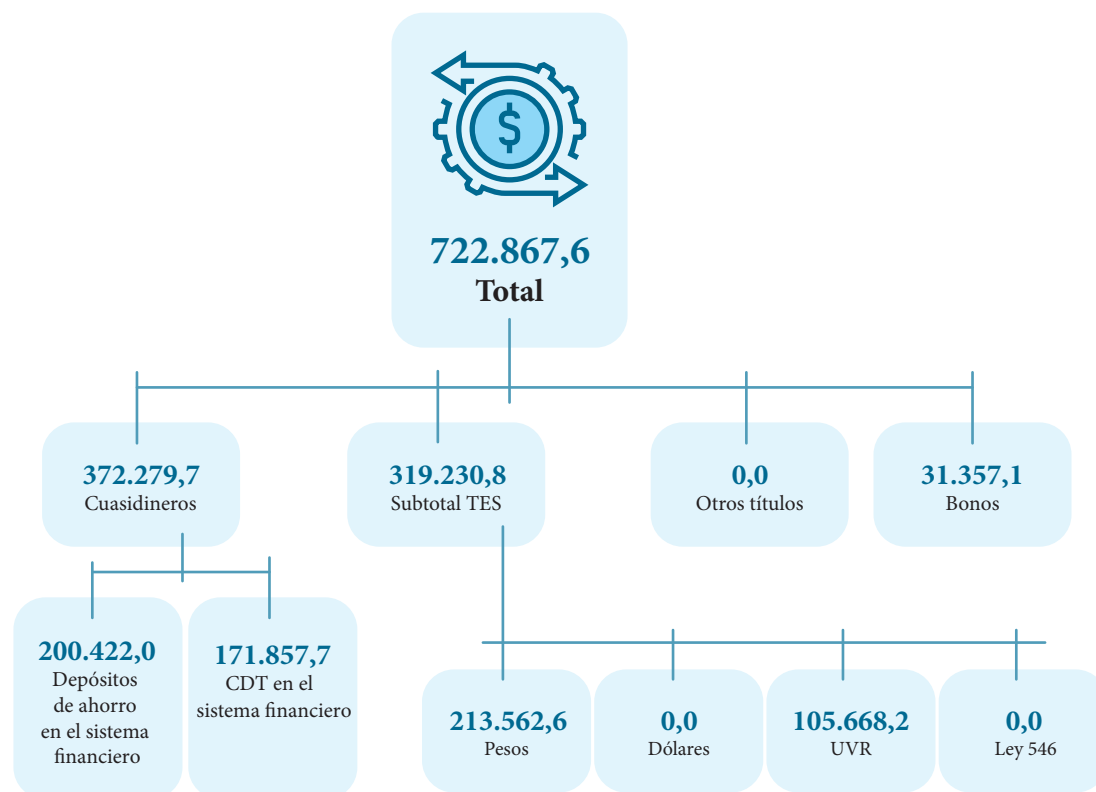 $
722.867,6
Total
372.279,7
Cuasidineros
319.230,8
Subtotal TES
0,0
Otros títulos
31.357,1
Bonos
200.422,0
Depósitos
de ahorro
en el sistema
financiero
171.857,7
CDT en el
sistema financiero
213.562,6
Pesos
0,0
Dólares
105.668,2
UVR
0,0
Ley 546